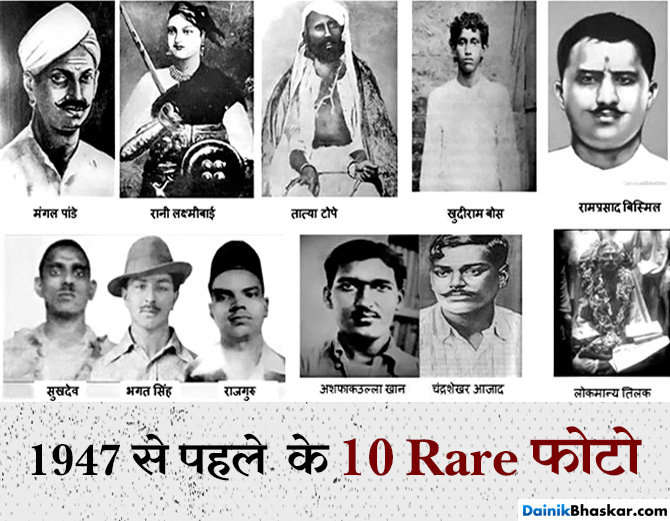 मंगल पांडे
रानी लक्ष्मीबाई
तात्या टोपे
खुदीराम बोस
रामप्रसाद बिस्मिल
सुखदेव
भगत सिंह
राजगुरु
अशफाकउल्ला खान
चंद्रशेखर आज़ाद
लोकमान्य तिलक
1947 से पहले के 10 Rare फोटो
DainikBhaskar.com